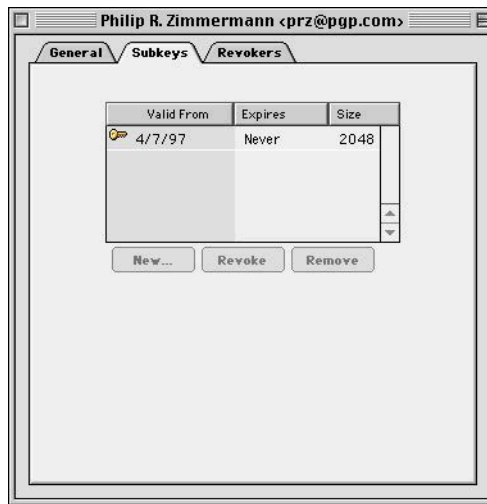 Philip R. Zimmermann <prz@pgp.com>
General Subkeys Revokers
Valid From Expires Size
4/7/97 Never 2048
New... Revoke Remove